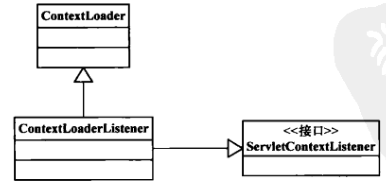 ContextLoader
ContextLoaderListener
<<接口>>
ServletContextListener